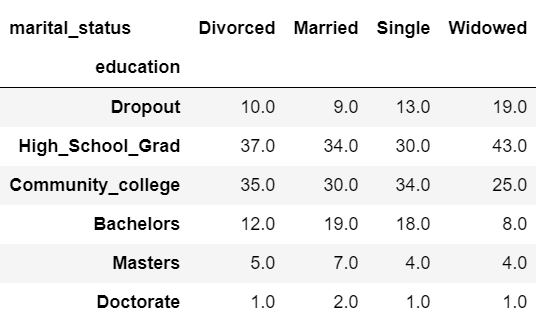 marital_status Divorced Married Single Widowed
education
Dropout 10.0 9.0 13.0 19.0
High_School_Grad 37.0 34.0 30.0 43.0
Community_college 35.0 30.0 34.0 25.0
Bachelors 12.0 19.0 18.0 8.0
Masters 5.0 7.0 4.0 4.0
Doctorate 1.0 2.0 1.0 1.0